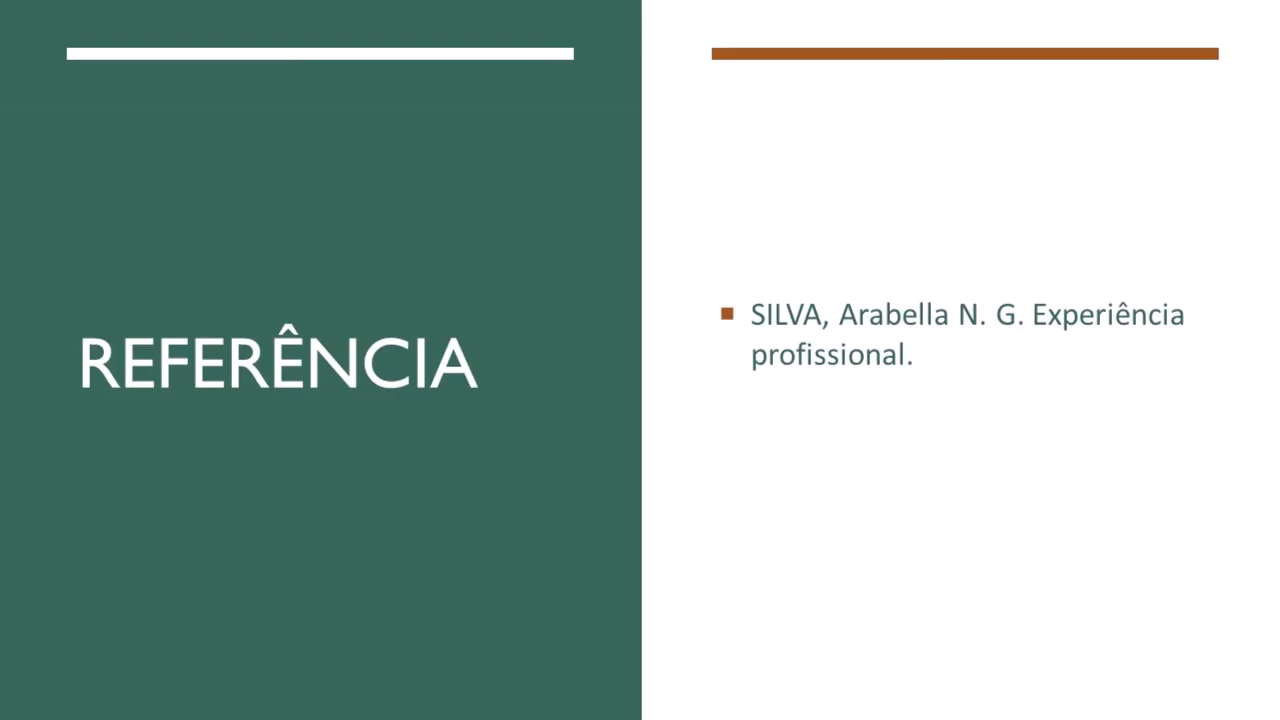 REFERÊNCIA
SILVA, Arabella N. G. Experiência
profissional.